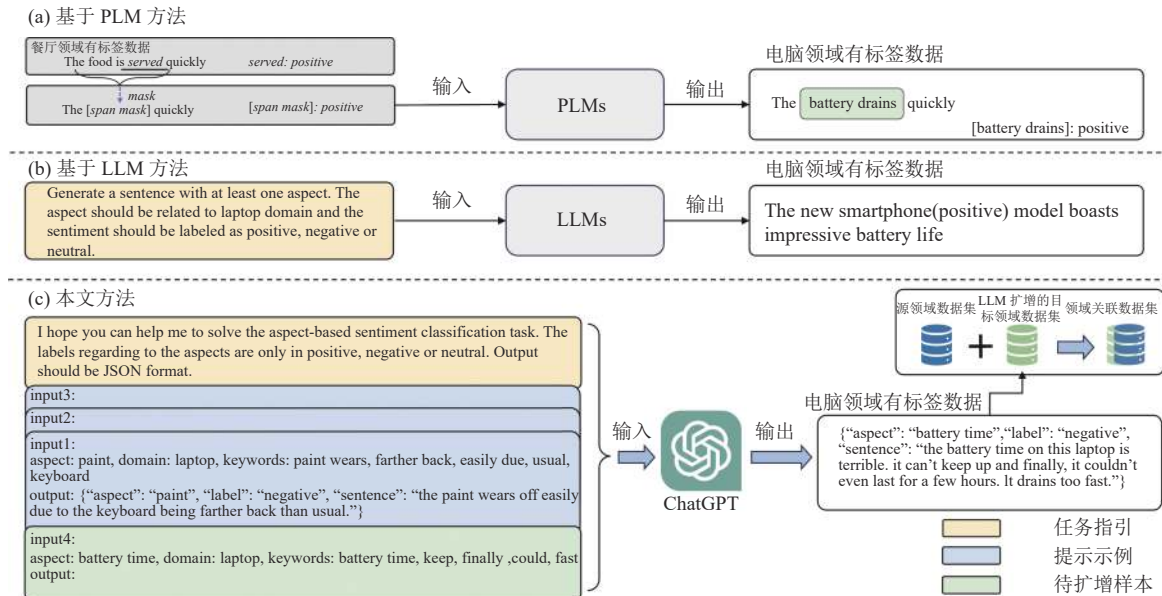 (a) 基于 PLM 方法
餐厅领域有标签数据
The food is served quickly
served: positive
mask
The [span mask] quickly
[span mask]: positive
输入
PLMs
输出
电脑领域有标签数据
The battery drains quickly
[battery drains]: positive
(b) 基于 LLM 方法
Generate a sentence with at least one aspect. The
aspect should be related to laptop domain and the
sentiment should be labeled as positive, negative or
neutral.
输入
LLMs
输出
电脑领域有标签数据
The new smartphone(positive) model boasts
impressive battery life
(c) 本文方法
I hope you can help me to solve the aspect-based sentiment classification task. The
labels regarding to the aspects are only in positive, negative or neutral. Output
should be JSON format.
input3:
input2:
input1:
aspect: paint, domain: laptop, keywords: paint wears, farther back, easily due, usual,
keyboard
output: {“aspect”: “paint”, “label”: “negative”, “sentence”: “the paint wears off easily
due to the keyboard being farther back than usual.”}
input4:
aspect: battery time, domain: laptop, keywords: battery time, keep, finally ,could, fast
output:
输入
ChatGPT
输出
源领域数据集
LLM 扩增的目
标领域数据集
领域关联数据集
电脑领域有标签数据
{“aspect”: “battery time”,“label”: “negative”,
“sentence”: “the battery time on this laptop is
terrible. it can’t keep up and finally, it couldn’t
even last for a few hours. lt drains too fast.”}
任务指引
提示示例
待扩增样本